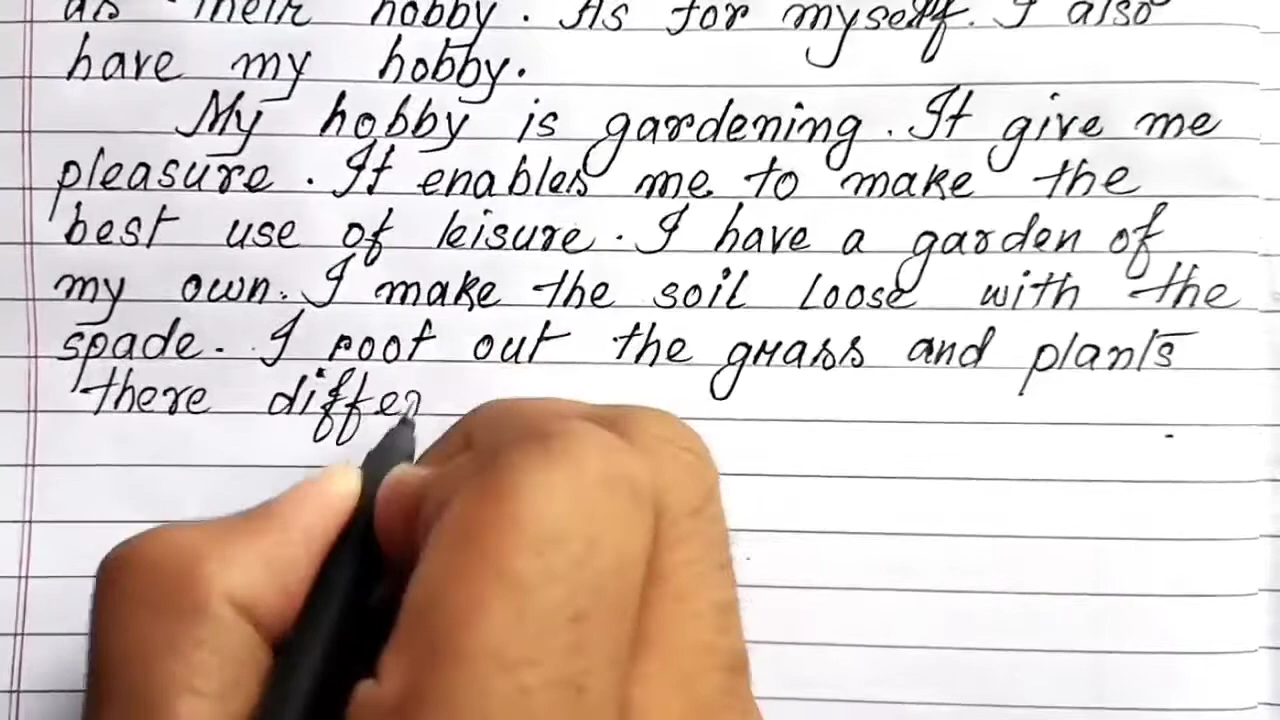 as their hobby. As for myself. I also
have my hobby.
My hobby is gardening. It give me
pleasure. It enables me to make the
best use of leisure. I have a garden of
my own. I make the soil loose with the
spade. I root out the grass and plants
there differ